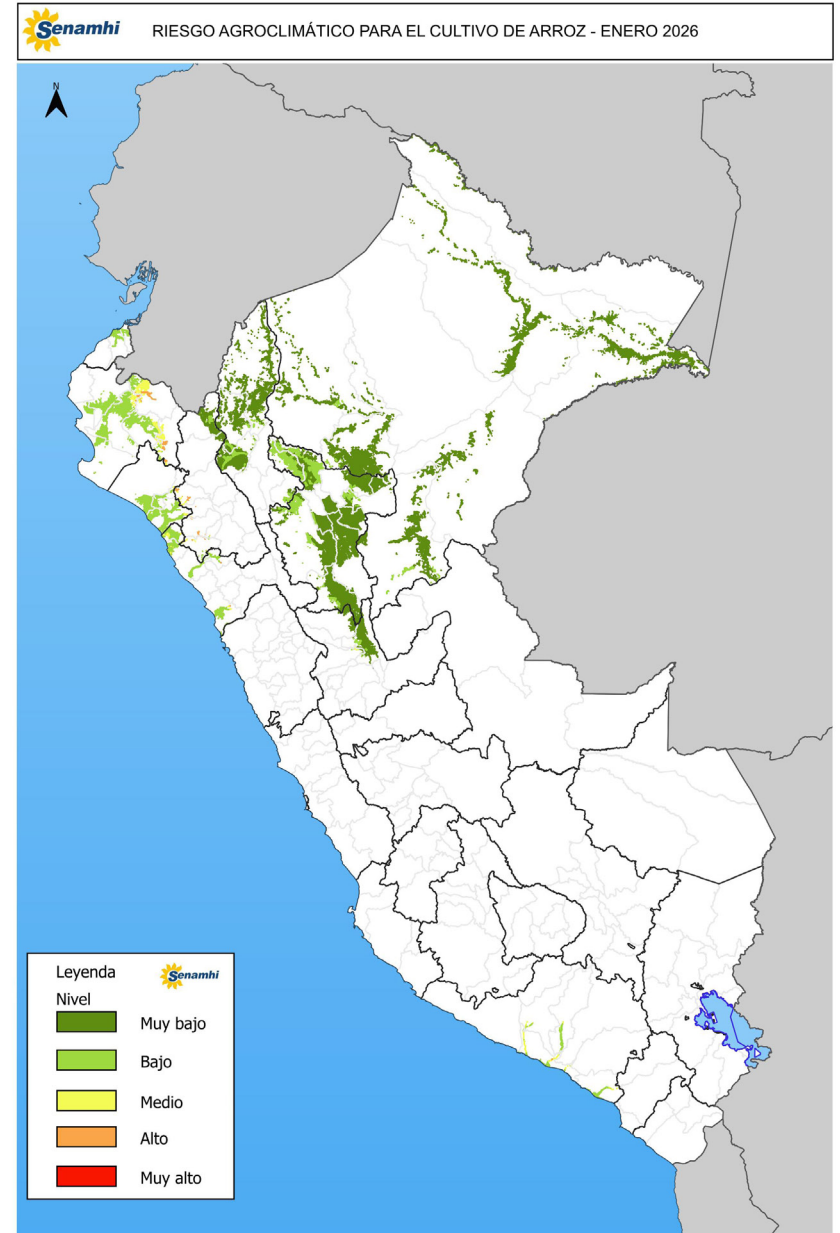 Senamhi
RIESGO AGROCLIMÁTICO PARA EL CULTIVO DE ARROZ - ENERO 2026
N
Leyenda
Senamhi
Nivel
Muy bajo
Bajo
Medio
Alto
Muy alto